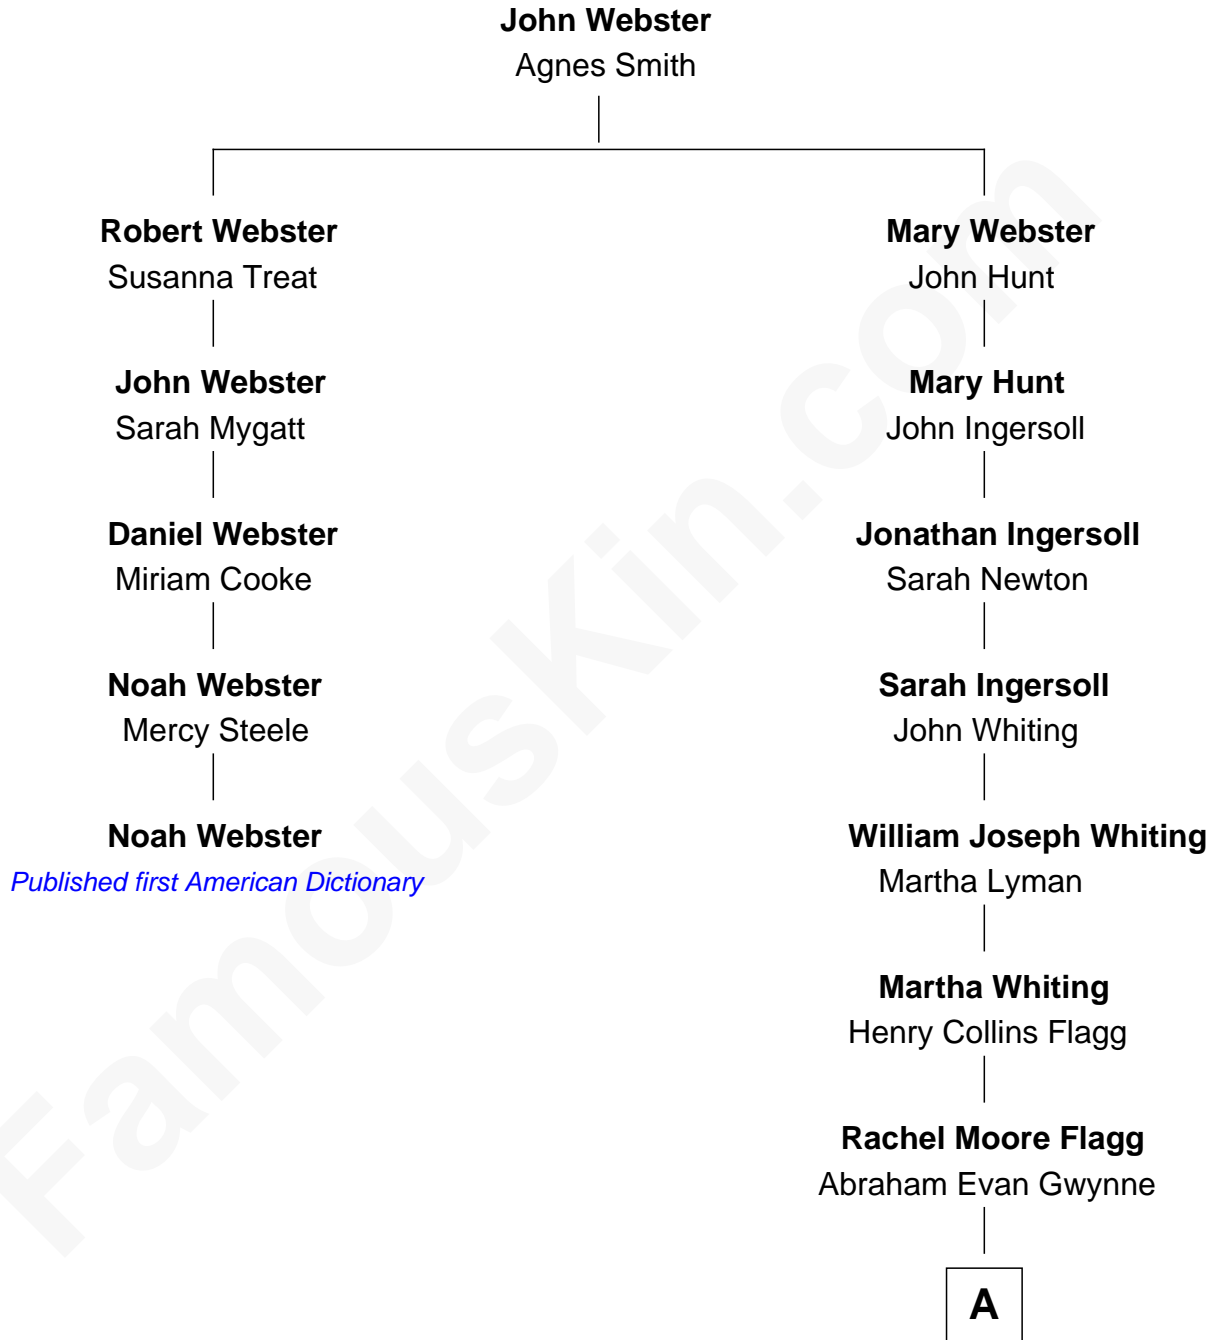 John Webster
Agnes Smith
Robert Webster
Susanna Treat
John Webster
Sarah Mygatt
Daniel Webster
Miriam Cooke
Noah Webster
Mercy Steele
Noah Webster
Published first American Dictionary
Mary Webster
John Hunt
Mary Hunt
John Ingersoll
Jonathan Ingersoll
Sarah Newton
Sarah Ingersoll
John Whiting
William Joseph Whiting
Martha Lyman
Martha Whiting
Henry Collins Flagg
Rachel Moore Flagg
Abraham Evan Gwynne
A
FamousKin.com